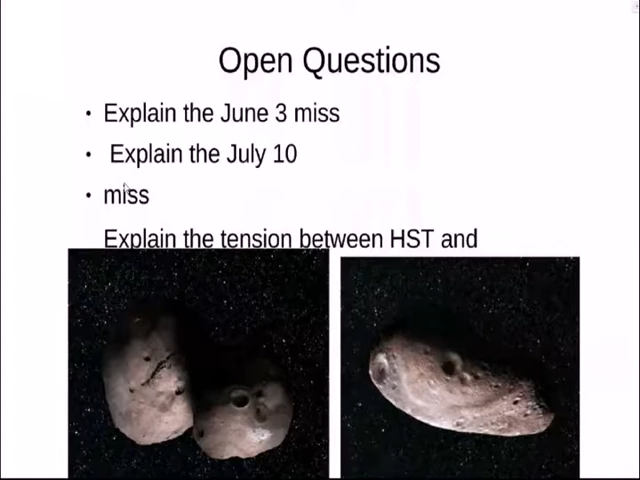 Open Questions
• Explain the June 3 miss
• Explain the July 10
• miss
Explain the tension between HST and